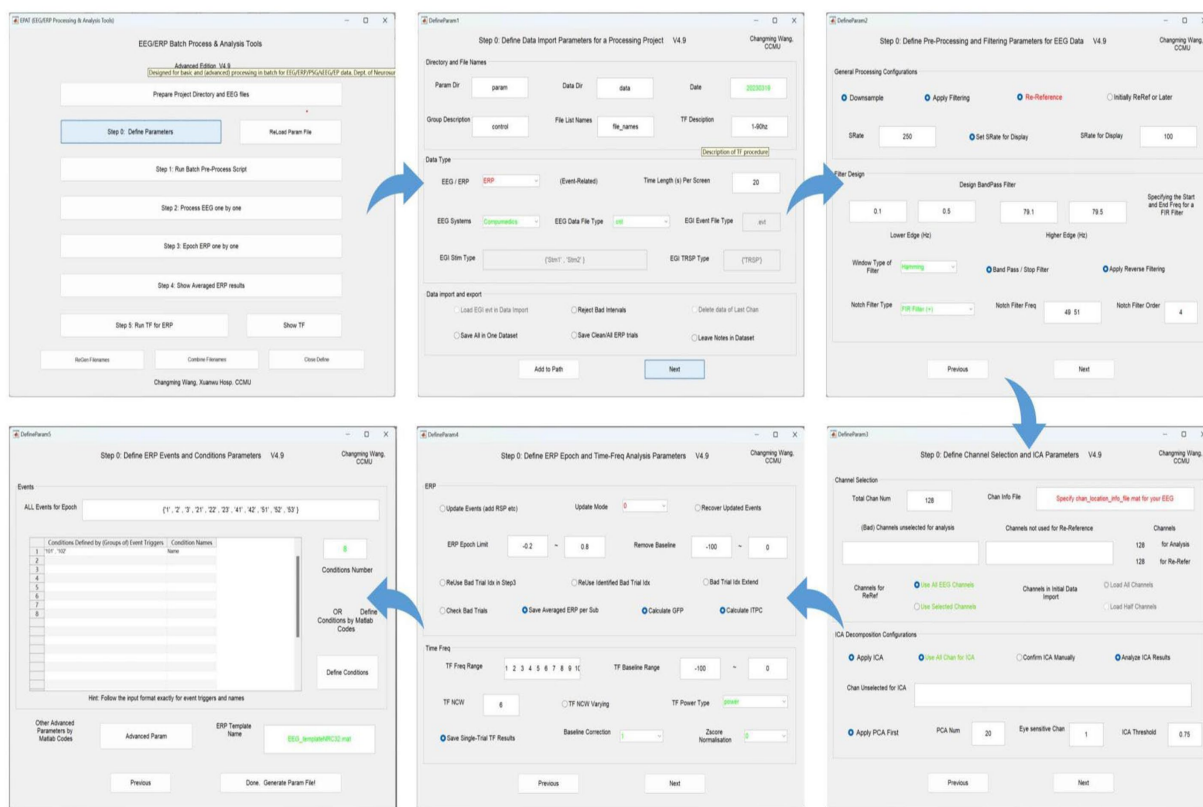 EPAT (EEG/ERP Processing & Analysis Tools)
EEG/ERP Batch Process & Analysis Tools
Advanced Edition V4.9
Designed for basic and (advanced) processing in batch for EEG/ERP/PSG/sEEG/EP data, Dept. of Neurosur
Prepare Project Directory and EEG files
Step 0: Define Parameters
ReLoad Param File
Step 1: Run Batch Pre-Process Script
Step 2: Process EEG one by one
Step 3: Epoch ERP one by one
Step 4: Show Averaged ERP results
Step 5: Run TF for ERP
Show TF
ReGen Filenames
Combine Filenames
Close Define
Changming Wang, Xuanwu Hosp. CCMU
DefineParam1
Step 0: Define Data Import Parameters for a Processing Project V4.9
Changming Wang,
CCMU
Directory and File Names
Param Dir
param
Data Dir
data
Date
20230316
Group Description
control
File List Names
file_names
TF Desciption
1-90hz
Description of TF procedure
Data Type
EEG / ERP
ERP
(Event-Related)
Time Length (s) Per Screen
20
EEG Systems
Compumedics
EEG Data File Type
cnt
EGI Event File Type
evt
EGI Stim Type
{'Stim1' , 'Stim2' }
EGI TRSP Type
{'TRSP'}
Data import and export
Load EGI evt in Data Import
Reject Bad Intervals
Delete data of Last Chan
Save All in One Dataset
Save Clean/All ERP trials
Leave Notes in Dataset
Add to Path
Next
DefineParam2
Step 0: Define Pre-Processing and Filtering Parameters for EEG Data V4.9
Changming Wang,
CCMU
General Processing Configurations
Downsample
Apply Filtering
Re-Reference
Initially ReRef or Later
SRate
250
Set SRate for Display
SRate for Display
100
Filter Design
Design BandPass Filter
0.1
0.5
79.1
79.5
Specifying the Start
and End Freq for a
FIR Filter
Lower Edge (Hz)
Higher Edge (Hz)
Window Type of
Filter
Hamming
Band Pass / Stop Filter
Apply Reverse Filtering
Notch Filter Type
FIR Filter (+)
Notch Filter Freq
49 51
Notch Filter Order
4
Previous
Next
DefineParam5
Step 0: Define ERP Events and Conditions Parameters V4.9
Changming Wang,
CCMU
Events
ALL Events for Epoch
{'1', '2' , '3', '21', '22', '23', '41', '42', '51', '52', '53' }
Conditions Defined by (Groups of) Event Triggers
Condition Names
1 '101' , '102' Name
2
3
4
5
6
7
8
Conditions Number
OR Define
Conditions by Matlab
Codes
Define Conditions
Hint: Follow the input format exactly for event triggers and names
Other Advanced
Parameters by
Matlab Codes
Advanced Param
ERP Template
Name
EEG_templateNRC32.mat
Previous
Done, Generate Param File!
DefineParam4
Step 0: Define ERP Epoch and Time-Freq Analysis Parameters V4.9
Changming Wang,
CCMU
ERP
Update Events (add RSP etc)
Update Mode
0
Recover Updated Events
ERP Epoch Limit
-0.2
~
0.8
Remove Baseline
-100
~
0
ReUse Bad Trial Idx in Step3
ReUse Identified Bad Trial Idx
Bad Trial Idx Extend
Check Bad Trials
Save Averaged ERP per Sub
Calculate GFP
Calculate ITPC
Time Freq
TF Freq Range
1 2 3 4 5 6 7 8 9 10
TF Baseline Range
-100
~
0
TF NCW
6
TF NCW Varying
TF Power Type
power
Save Single-Trial TF Results
Baseline Correction
1
Zscore
Normalisation
Previous
Next
DefineParam3
Step 0: Define Channel Selection and ICA Parameters V4.9
Changming Wang,
CCMU
Channel Selection
Total Chan Num
128
Chan Info File
Specify chan_location_info_file.mat for your EEG
(Bad) Channels unselected for analysis
Channels not used for Re-Reference
Channels
128 for Analysis
128 for Re-Refer
Channels for
ReRef
Use All EEG Channels
Use Selected Channels
Channels in Initial Data
Import
Load All Channels
Load Half Channels
ICA Decomposition Configurations
Apply ICA
Use All Chan for ICA
Confirm ICA Manually
Analyze ICA Results
Chan Unselected for ICA
Apply PCA First
PCA Num
20
Eye sensitive Chan
1
ICA Threshold
0.75
Previous
Next